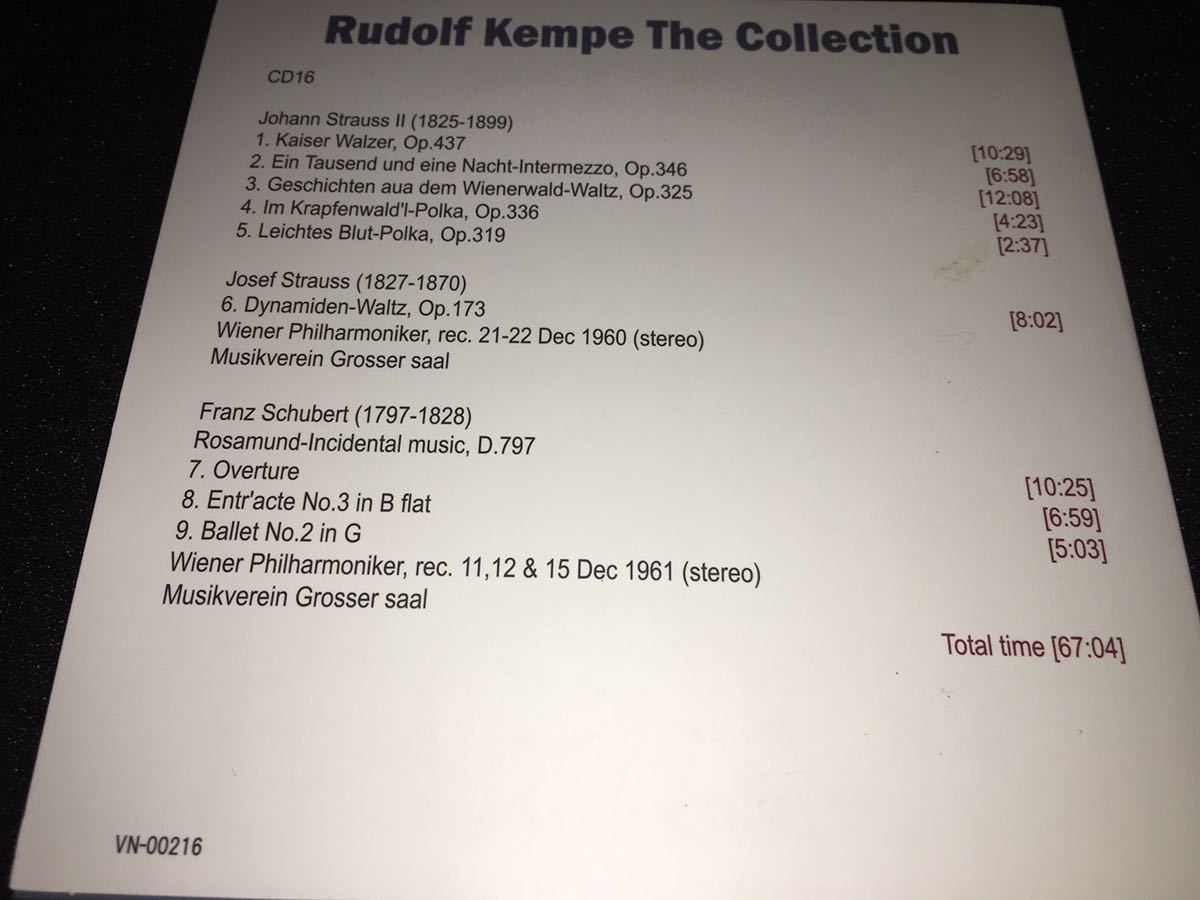 Rudolf Kempe The Collection
CD16
Johann Strauss II (1825-1899)
1. Kaiser Walzer, Op.437 [10:29]
2. Ein Tausend und eine Nacht-Intermezzo, Op.346 [6:58]
3. Geschichten aua dem Wienerwald-Waltz, Op.325 [12:08]
4. Im Krapfenwald'l-Polka, Op.336 [4:23]
5. Leichtes Blut-Polka, Op.319 [2:37]
Josef Strauss (1827-1870)
6. Dynamiden-Waltz, Op.173 [8:02]
Wiener Philharmoniker, rec. 21-22 Dec 1960 (stereo)
Musikverein Grosser saal
Franz Schubert (1797-1828)
Rosamund-Incidental music, D.797
7. Overture [10:25]
8. Entr'acte No.3 in B flat [6:59]
9. Ballet No.2 in G [5:03]
Wiener Philharmoniker, rec. 11,12 & 15 Dec 1961 (stereo)
Musikverein Grosser saal
Total time [67:04]
VN-00216